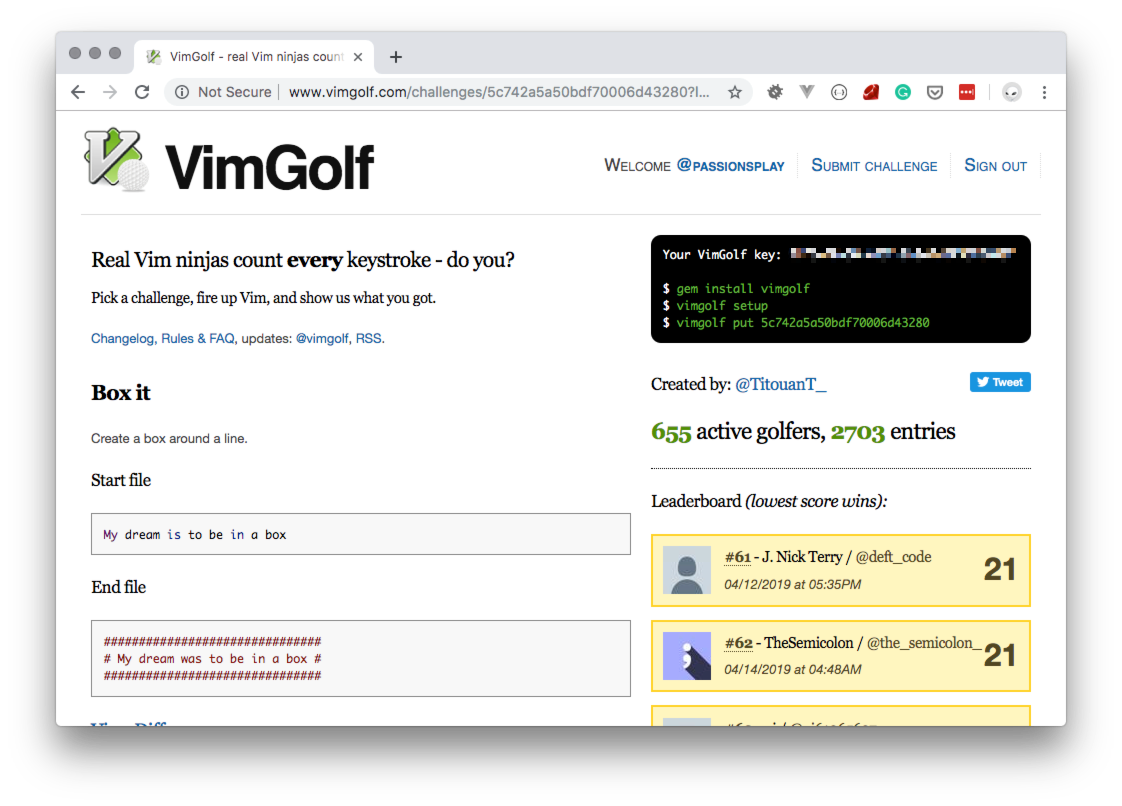 VimGolf - real Vim ninjas count
Not Secure | www.vimgolf.com/challenges/5c742a5a50bdf70006d43280?l...
VimGolf
Welcome @passionsplay
Submit challenge
Sign out
Real Vim ninjas count every keystroke - do you?
Pick a challenge, fire up Vim, and show us what you got.
Changelog, Rules & FAQ, updates: @vimgolf, RSS.
Box it
Create a box around a line.
Start file
My dream is to be in a box
End file
###############################
# My dream was to be in a box #
###############################
Your VimGolf key:
$ gem install vimgolf
$ vimgolf setup
$ vimgolf put 5c742a5a50bdf70006d43280
Created by: @TitouanT_
Tweet
655 active golfers, 2703 entries
Leaderboard (lowest score wins):
#61 - J. Nick Terry / @deft_code
04/12/2019 at 05:35PM
21
#62 - TheSemicolon / @the_semicolon_
04/14/2019 at 04:48AM
21